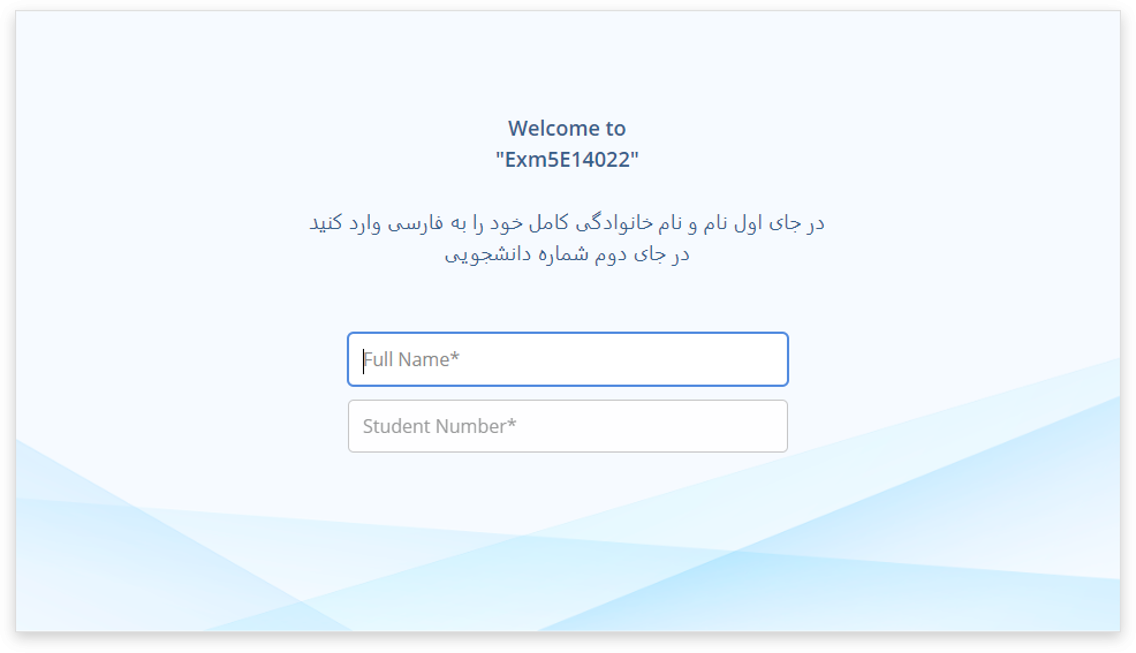 Welcome to
"Exm5E14022"
در جای اول نام و نام خانوادگی کامل خود را به فارسی وارد کنید
در جای دوم شماره دانشجویی
Full Name*
Student Number*